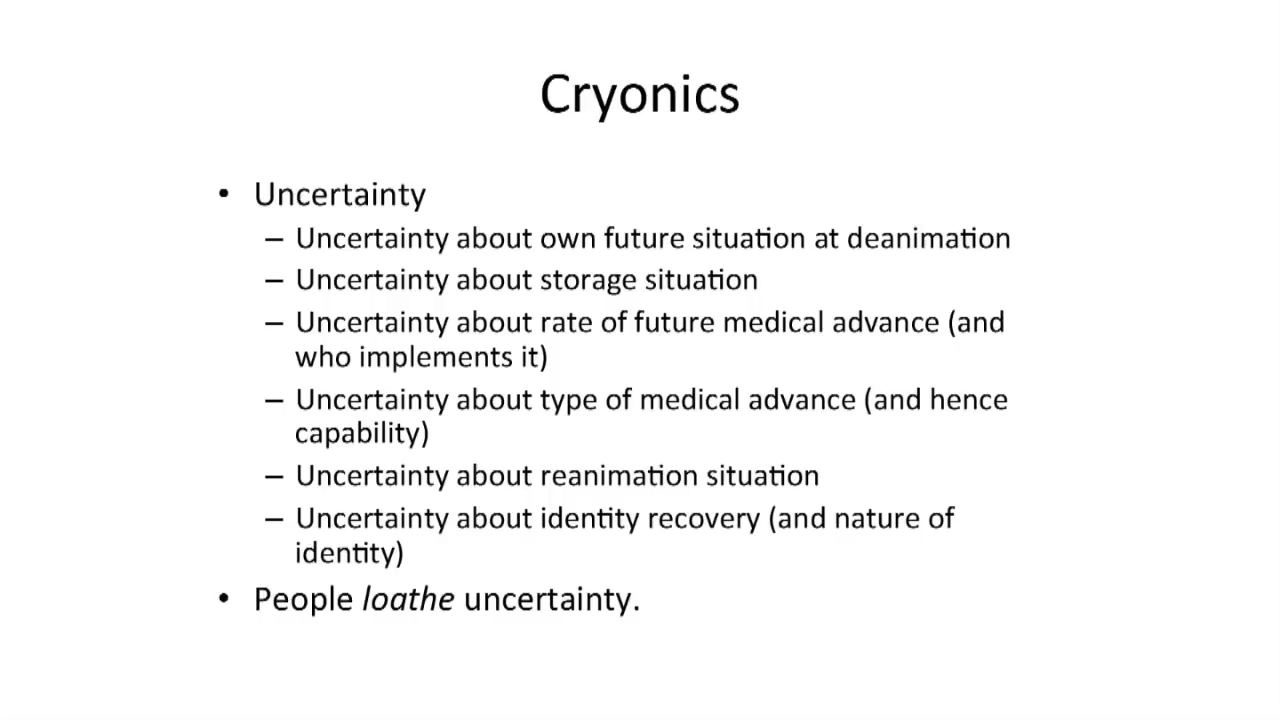 Cryonics
• Uncertainty
– Uncertainty about own future situation at deanimation
– Uncertainty about storage situation
– Uncertainty about rate of future medical advance (and
who implements it)
– Uncertainty about type of medical advance (and hence
capability)
– Uncertainty about reanimation situation
– Uncertainty about identity recovery (and nature of
identity)
• People loathe uncertainty.